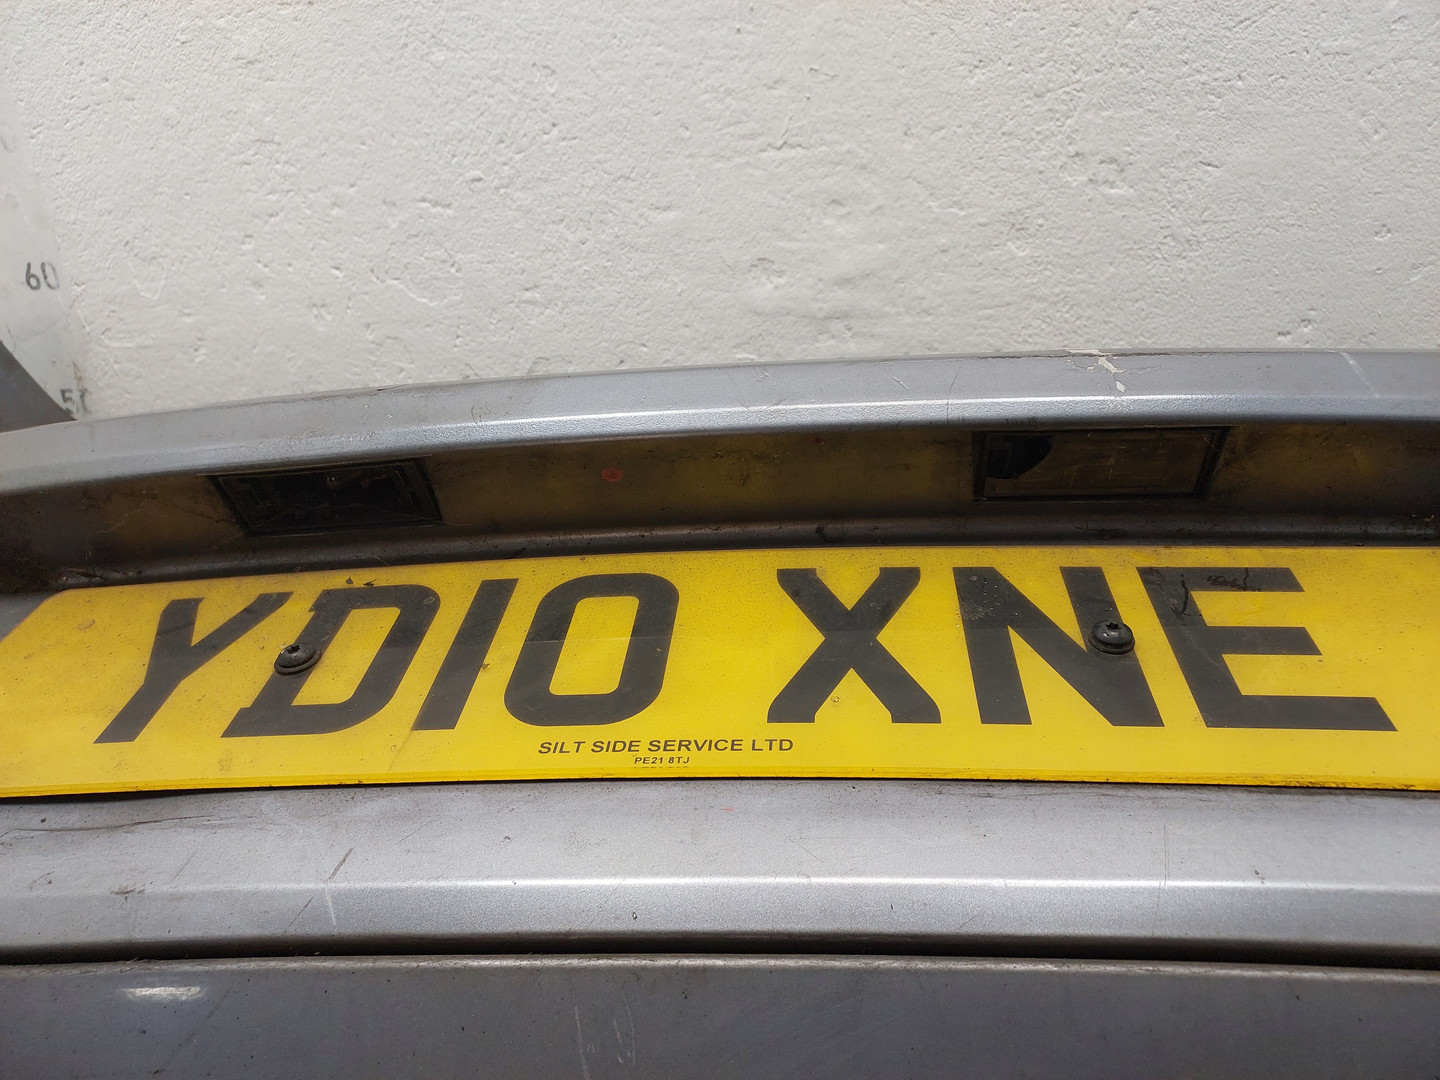 60
YD10 XNE
SILT SIDE SERVICE LTD
PE21 8TJ